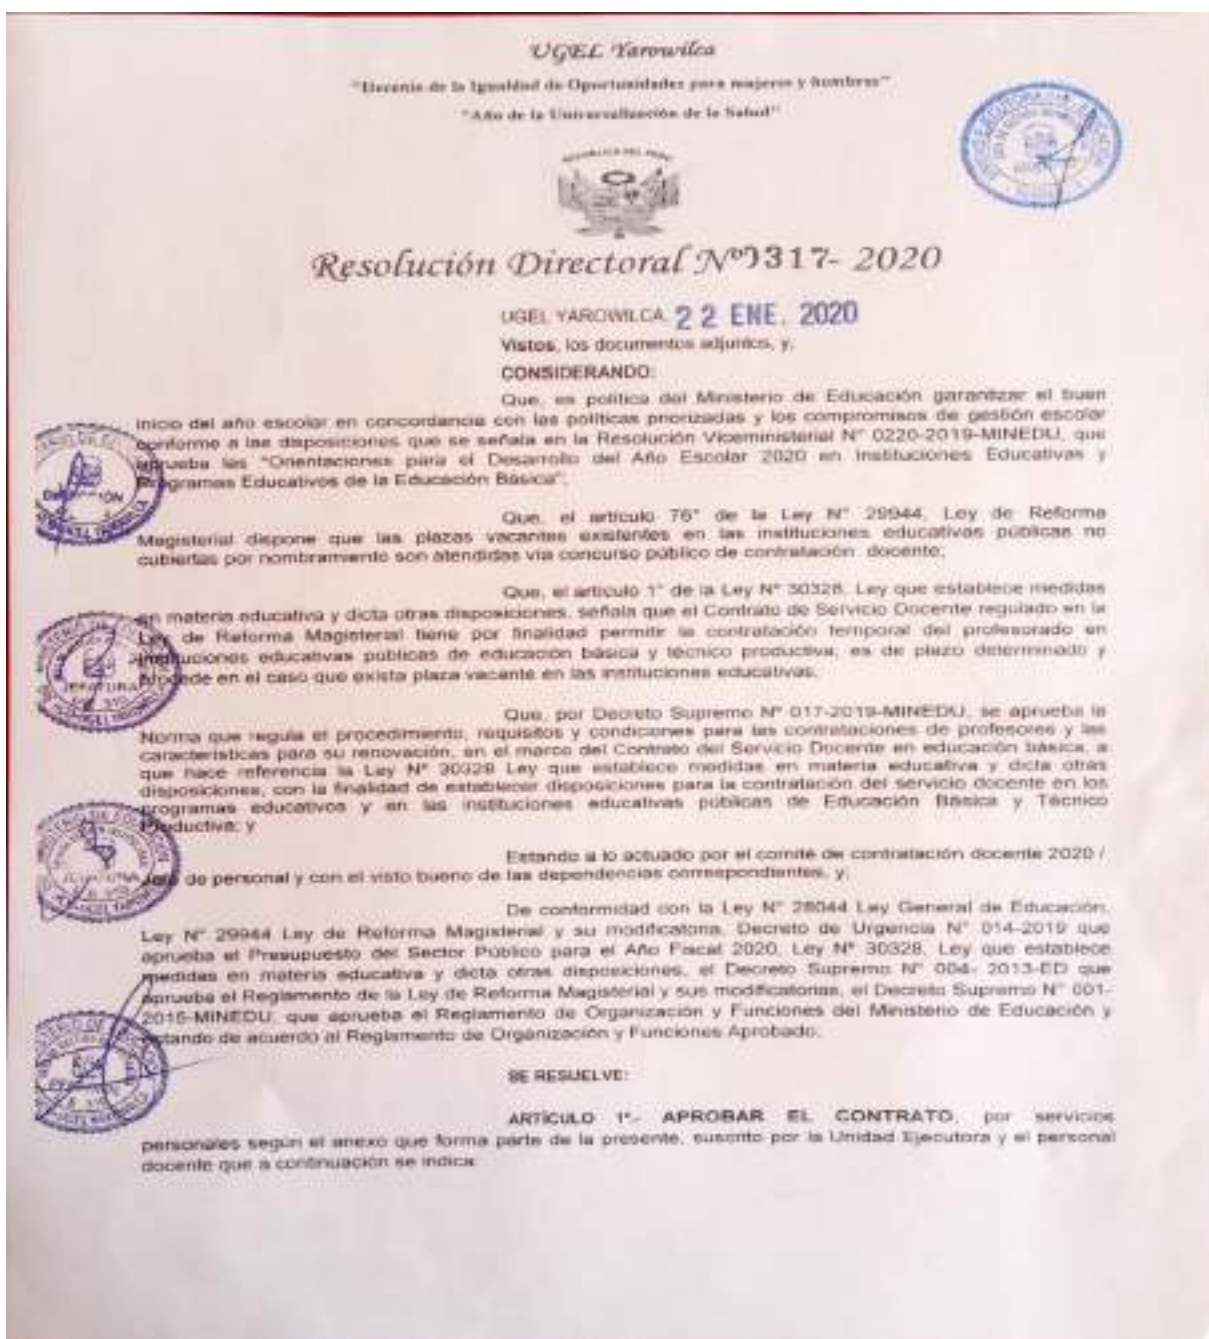 UGEL Yarowilca
"Decenio de la Igualdad de Oportunidades para mujeres y hombres"
"Año de la Universalización de la Salud"
REPUBLICA DEL PERU
Resolución Directoral Nº 0317- 2020
UGEL YAROWILCA, 22 ENE. 2020
Vistos, los documentos adjuntos, y;
CONSIDERANDO:
Que, es política del Ministerio de Educación garantizar el buen
inicio del año escolar en concordancia con las políticas priorizadas y los compromisos de gestión escolar
conforme a las disposiciones que se señala en la Resolución Viceministerial N° 0220-2019-MINEDU, que
aprueba las "Orientaciones para el Desarrollo del Año Escolar 2020 en Instituciones Educativas y
Programas Educativos de la Educación Básica";
Que, el artículo 76° de la Ley N° 29944, Ley de Reforma
Magisterial dispone que las plazas vacantes existentes en las instituciones educativas públicas no
cubiertas por nombramiento son atendidas vía concurso público de contratación docente;
Que, el artículo 1° de la Ley Nº 30328, Ley que establece medidas
en materia educativa y dicta otras disposiciones, señala que el Contrato de Servicio Docente regulado en la
Ley de Reforma Magisterial tiene por finalidad permitir la contratación temporal del profesorado en
instituciones educativas públicas de educación básica y técnico productiva; es de plazo determinado y
procede en el caso que exista plaza vacante en las instituciones educativas;
Que, por Decreto Supremo Nº 017-2019-MINEDU, se aprueba la
Norma que regula el procedimiento, requisitos y condiciones para las contrataciones de profesores y las
características para su renovación, en el marco del Contrato del Servicio Docente en educación básica, a
que hace referencia la Ley N° 30328 Ley que establece medidas en materia educativa y dicta otras
disposiciones, con la finalidad de establecer disposiciones para la contratación del servicio docente en los
programas educativos y en las instituciones educativas públicas de Educación Básica y Técnico
Productiva; y
Estando a lo actuado por el comité de contratación docente 2020 /
Jefe de personal y con el visto bueno de las dependencias correspondientes, y;
De conformidad con la Ley N° 28044 Ley General de Educación,
Ley N° 29944 Ley de Reforma Magisterial y su modificatoria, Decreto de Urgencia N° 014-2019 que
aprueba el Presupuesto del Sector Público para el Año Fiscal 2020, Ley Nº 30328, Ley que establece
medidas en materia educativa y dicta otras disposiciones, el Decreto Supremo N° 004- 2013-ED que
aprueba el Reglamento de la Ley de Reforma Magisterial y sus modificatorias, el Decreto Supremo N° 001-
2015-MINEDU, que aprueba el Reglamento de Organización y Funciones del Ministerio de Educación y
estando de acuerdo al Reglamento de Organización y Funciones Aprobado.
SE RESUELVE:
ARTÍCULO 1°.- APROBAR EL CONTRATO, por servicios
personales según el anexo que forma parte de la presente, suscrito por la Unidad Ejecutora y el personal
docente que a continuación se indica: